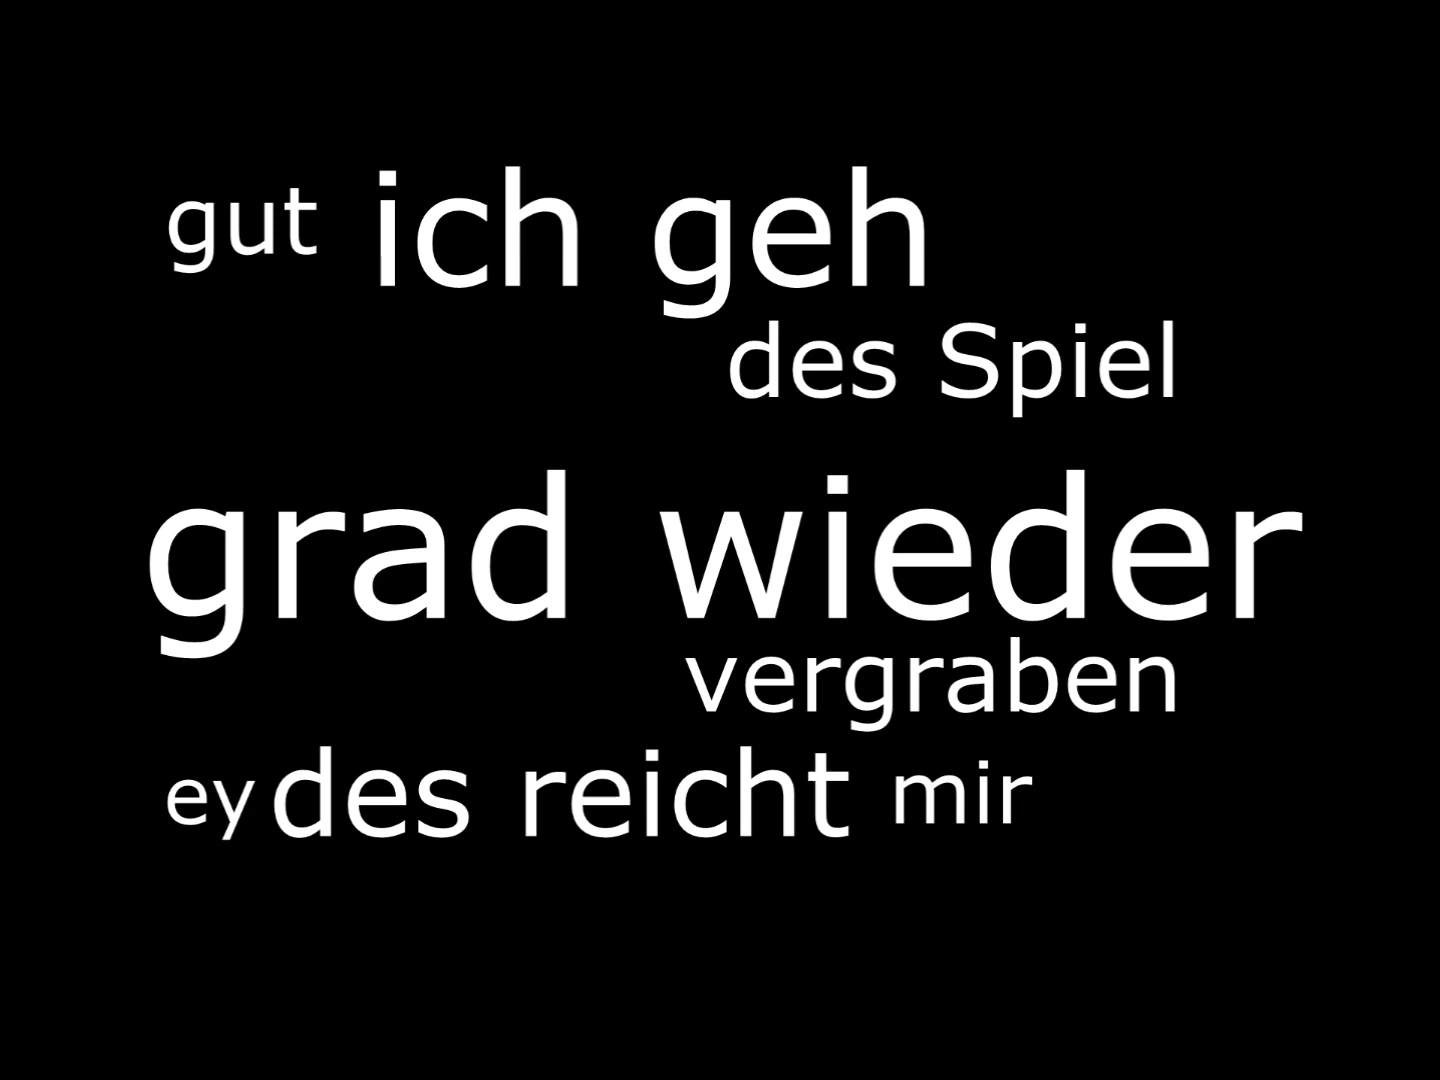 gut ich geh
des Spiel
grad wieder
vergraben
ey des reicht mir